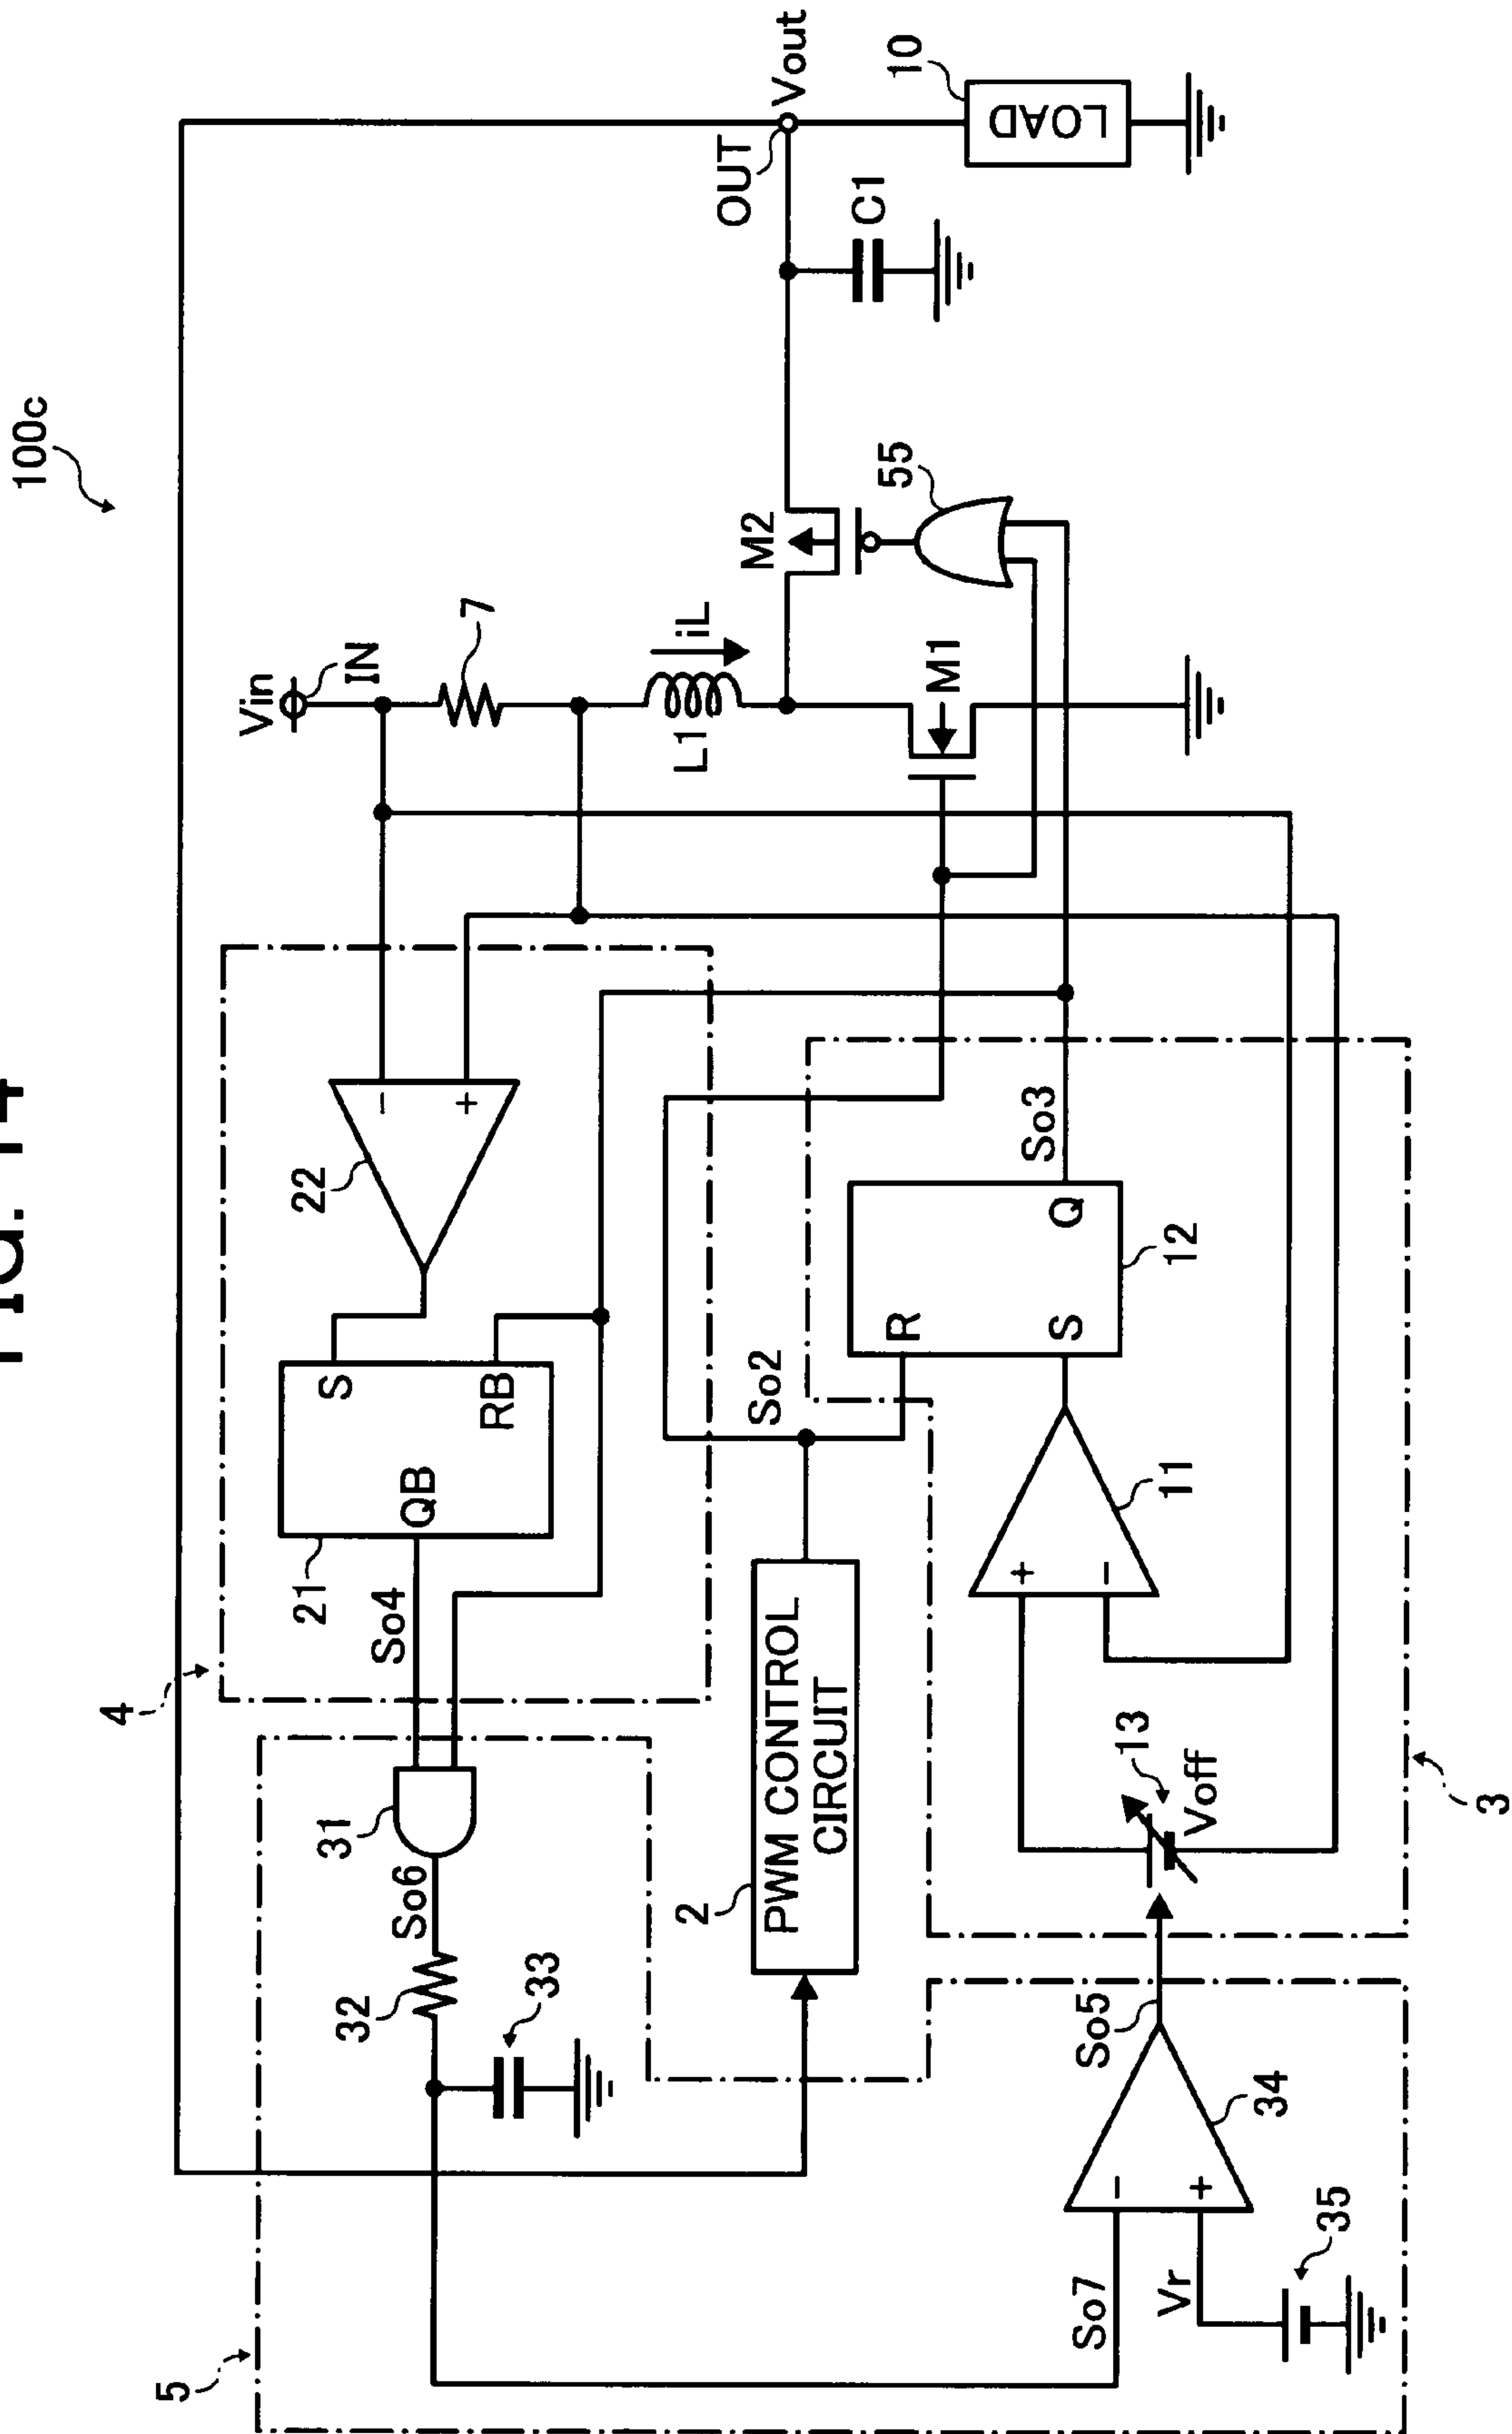 FIG. 14
100c
Vin
IN
7
iL
L1
M1
M2
55
OUT
Vout
C1
10
LOAD
4
22
-
+
S
RB
QB
21
So4
31
So6
32
33
5
2
PWM CONTROL
CIRCUIT
So2
R
S
Q
12
So3
11
+
-
13
Voff
3
So5
34
-
+
So7
Vr
35